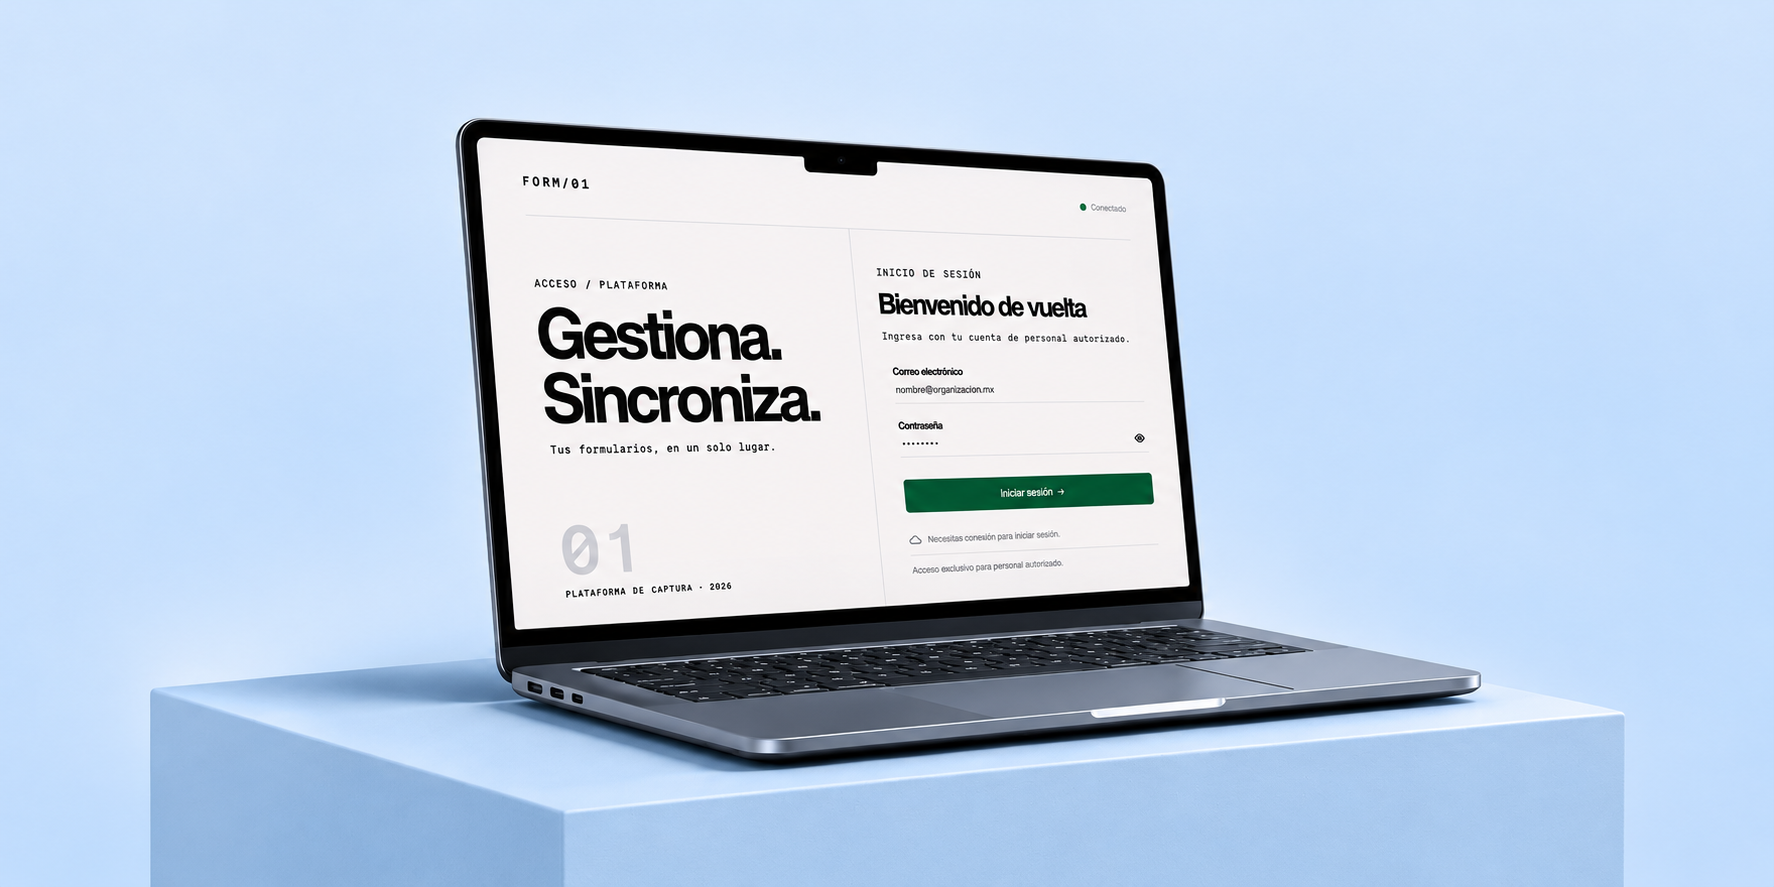 FORM/01
Conectado
ACCESO / PLATAFORMA
Gestiona.
Sincroniza.
Tus formularios, en un solo lugar.
01
PLATAFORMA DE CAPTURA · 2026
INICIO DE SESIÓN
Bienvenido de vuelta
Ingresa con tu cuenta de personal autorizado.
Correo electrónico
nombre@organizacion.mx
Contraseña
••••••••
Iniciar sesión →
Necesitas conexión para iniciar sesión.
Acceso exclusivo para personal autorizado.